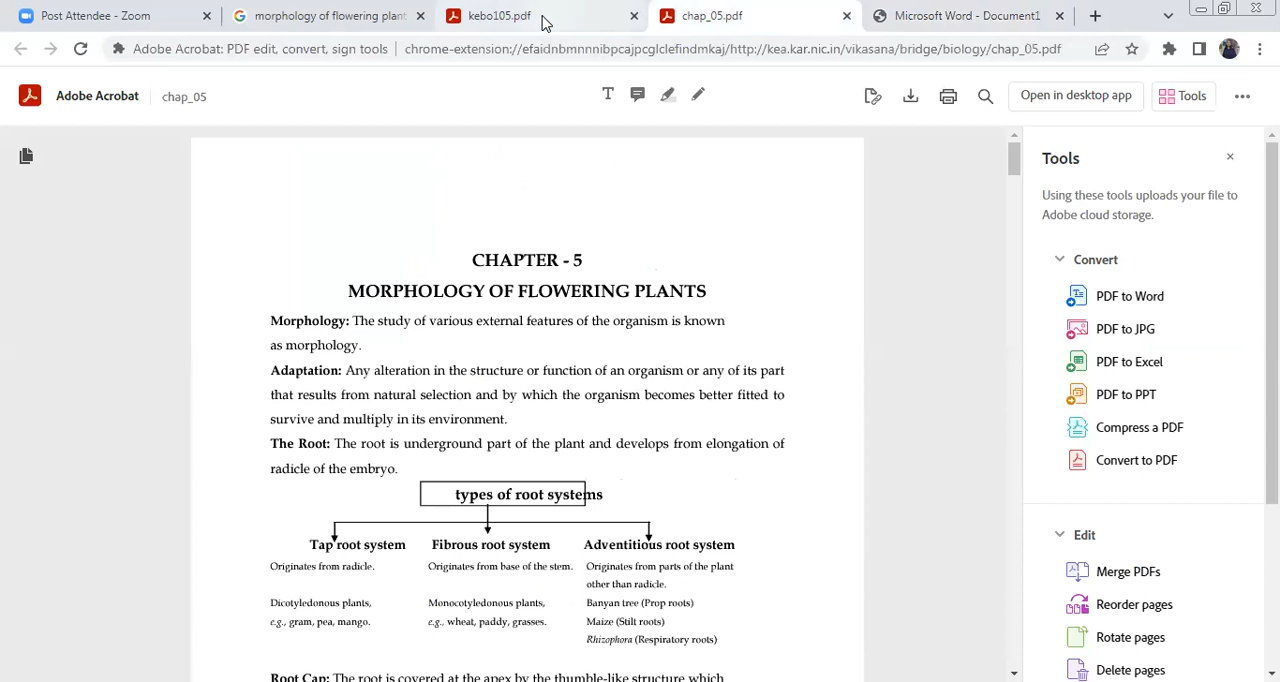 Post Attendee - Zoom
morphology of flowering plant
kebo105.pdf
chap_05.pdf
Microsoft Word - Document1
Adobe Acrobat: PDF edit, convert, sign tools
chrome-extension://efaidnbmnnnibpcajpcglclefindmkaj/http://kea.kar.nic.in/vikasana/bridge/biology/chap_05.pdf
Adobe Acrobat
chap_05
Open in desktop app
Tools
CHAPTER - 5
MORPHOLOGY OF FLOWERING PLANTS
Morphology: The study of various external features of the organism is known
as morphology.
Adaptation: Any alteration in the structure or function of an organism or any of its part
that results from natural selection and by which the organism becomes better fitted to
survive and multiply in its environment.
The Root: The root is underground part of the plant and develops from elongation of
radicle of the embryo.
types of root systems
Tap root system
Fibrous root system
Adventitious root system
Originates from radicle.
Originates from base of the stem.
Originates from parts of the plant
other than radicle.
Dicotyledonous plants,
Monocotyledonous plants,
Banyan tree (Prop roots)
e.g., gram, pea, mango.
e.g., wheat, paddy, grasses.
Maize (Stilt roots)
Rhizophora (Respiratory roots)
Root Cap: The root is covered at the apex by the thumble-like structure which
Tools
Using these tools uploads your file to
Adobe cloud storage.
Convert
PDF to Word
PDF to JPG
PDF to Excel
PDF to PPT
Compress a PDF
Convert to PDF
Edit
Merge PDFs
Reorder pages
Rotate pages
Delete pages